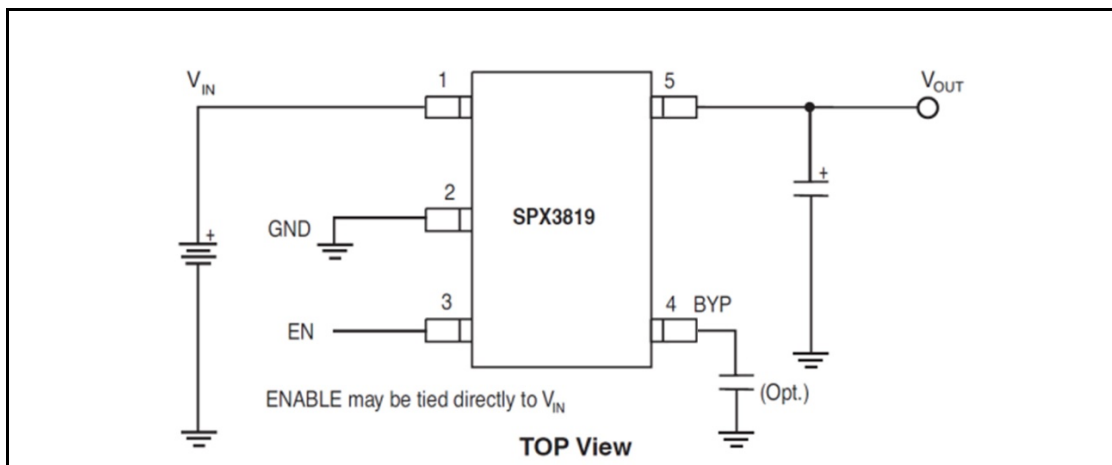 V_IN
1
5
V_OUT
+
2
SPX3819
GND
+
3
4 BYP
EN
(Opt.)
ENABLE may be tied directly to V_IN
TOP View